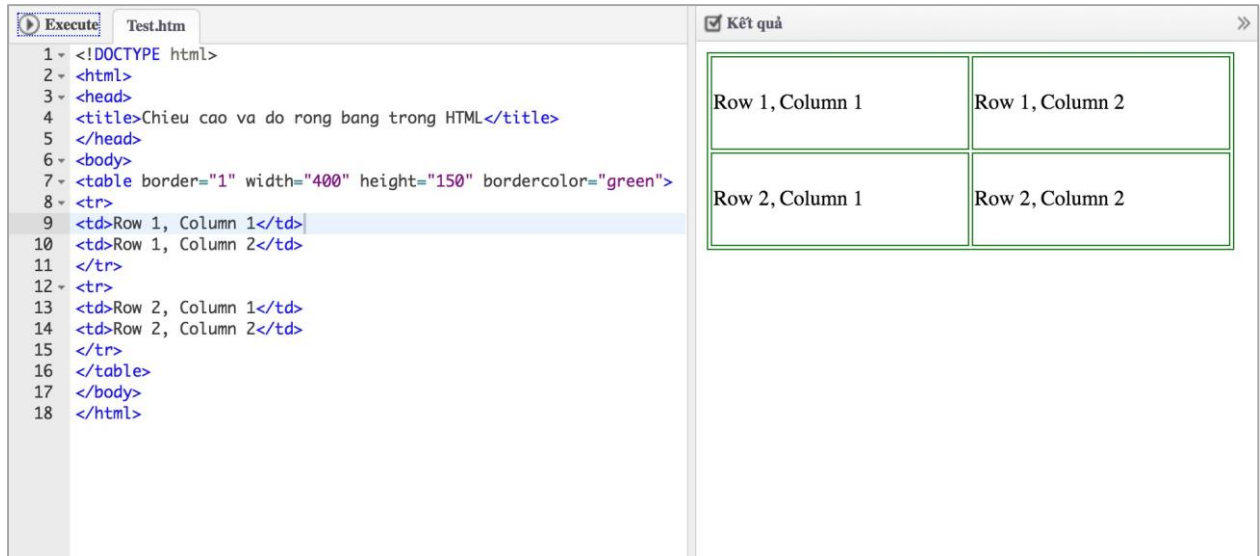 Execute Test.htm
1 <!DOCTYPE html>
2 <html>
3 <head>
4 <title>Chieu cao va do rong bang trong HTML</title>
5 </head>
6 <body>
7 <table border="1" width="400" height="150" bordercolor="green">
8 <tr>
9 <td>Row 1, Column 1</td>
10 <td>Row 1, Column 2</td>
11 </tr>
12 <tr>
13 <td>Row 2, Column 1</td>
14 <td>Row 2, Column 2</td>
15 </tr>
16 </table>
17 </body>
18 </html>
Kết quả »
Row 1, Column 1 Row 1, Column 2
Row 2, Column 1 Row 2, Column 2